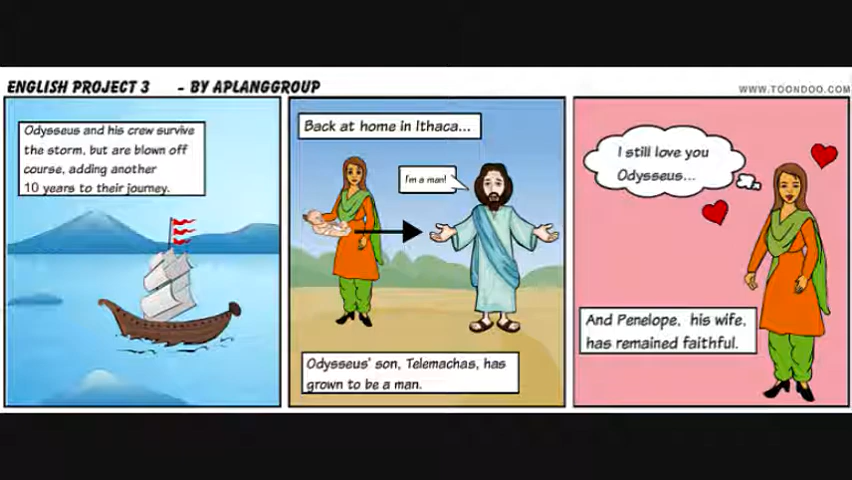 ENGLISH PROJECT 3 - BY APLANGGROUP
WWW.TOONDOO.COM
Odysseus and his crew survive
the storm, but are blown off
course, adding another
10 years to their journey.
Back at home in Ithaca...
I'm a man!
Odysseus' son, Telemachas, has
grown to be a man.
I still love you
Odysseus...
And Penelope, his wife,
has remained faithful.